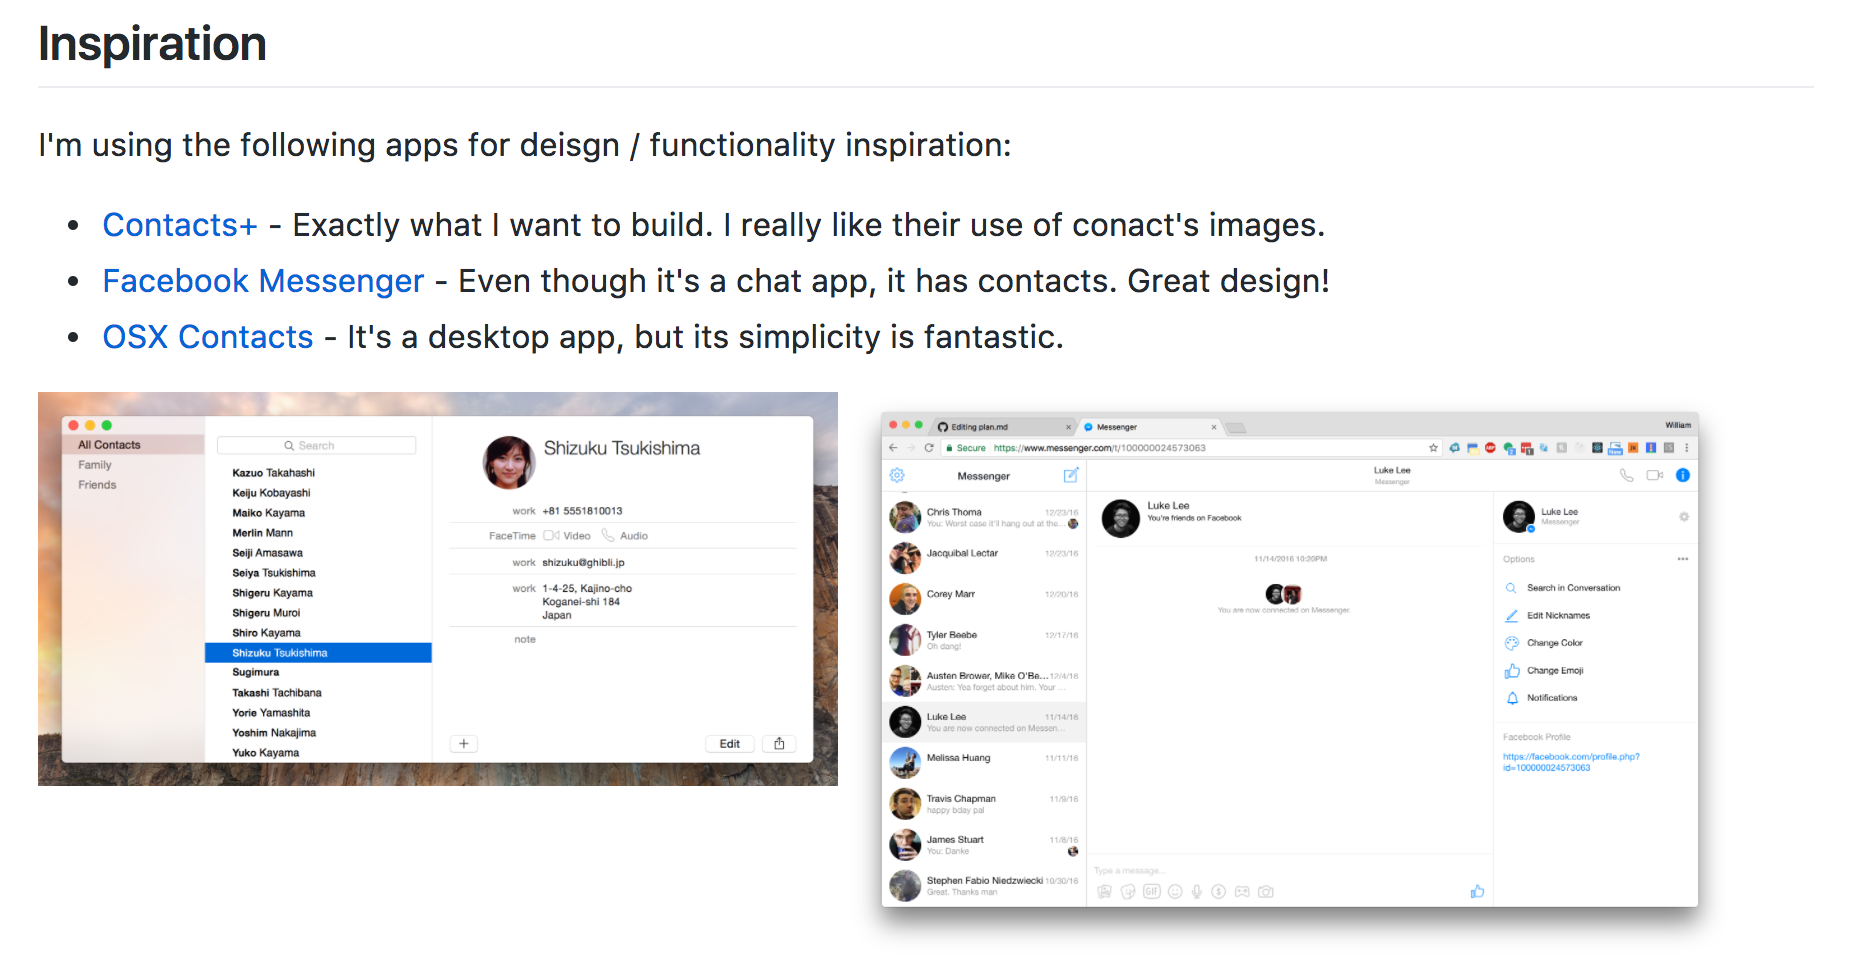 Inspiration
I'm using the following apps for deisgn / functionality inspiration:
Contacts+ - Exactly what I want to build. I really like their use of conact's images.
Facebook Messenger - Even though it's a chat app, it has contacts. Great design!
OSX Contacts - It's a desktop app, but its simplicity is fantastic.
All Contacts
Family
Friends
Search
Kazuo Takahashi
Keiju Kobayashi
Maiko Kayama
Merlin Mann
Seiji Amasawa
Seiya Tsukishima
Shigeru Kayama
Shigeru Muroi
Shiro Kayama
Shizuku Tsukishima
Sugimura
Takashi Tachibana
Yorie Yamashita
Yoshim Nakajima
Yuko Kayama
Shizuku Tsukishima
work +81 5551810013
FaceTime Video Audio
work shizuku@ghibli.jp
work 1-4-25, Kajino-cho
Koganei-shi 184
Japan
note
Edit
Editing plan.md
Messenger
William
Secure https://www.messenger.com/t/100000024573063
Messenger
Chris Thoma 12/23/16
You: Worst case it'll hang out at the...
Jacquibal Lectar 12/23/16
Corey Marr 12/20/16
Tyler Beebe 12/17/16
Oh dang!
Austen Brower, Mike O'Be... 12/4/16
Austen: Yea forget about him. Your ...
Luke Lee 11/14/16
You are now connected on Messen...
Melissa Huang 11/11/16
Travis Chapman 11/9/16
happy bday pal
James Stuart 11/8/16
You: Danke
Stephen Fabio Niedzwiecki 10/30/16
Great. Thanks man
Luke Lee
Messenger
Luke Lee
You're friends on Facebook
11/14/2016 10:20PM
You are now connected on Messenger.
Type a message...
GIF
Luke Lee
Messenger
Options
Search in Conversation
Edit Nicknames
Change Color
Change Emoji
Notifications
Facebook Profile
https://facebook.com/profile.php?
id=100000024573063